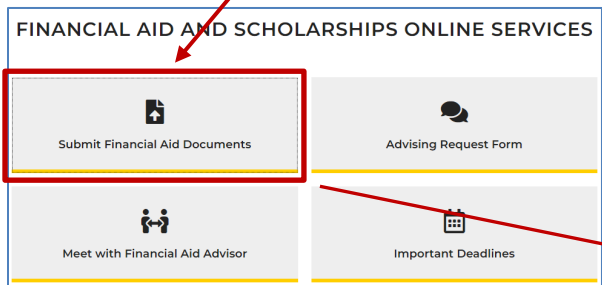 FINANCIAL AID AND SCHOLARSHIPS ONLINE SERVICES
Submit Financial Aid Documents
Advising Request Form
Meet with Financial Aid Advisor
Important Deadlines